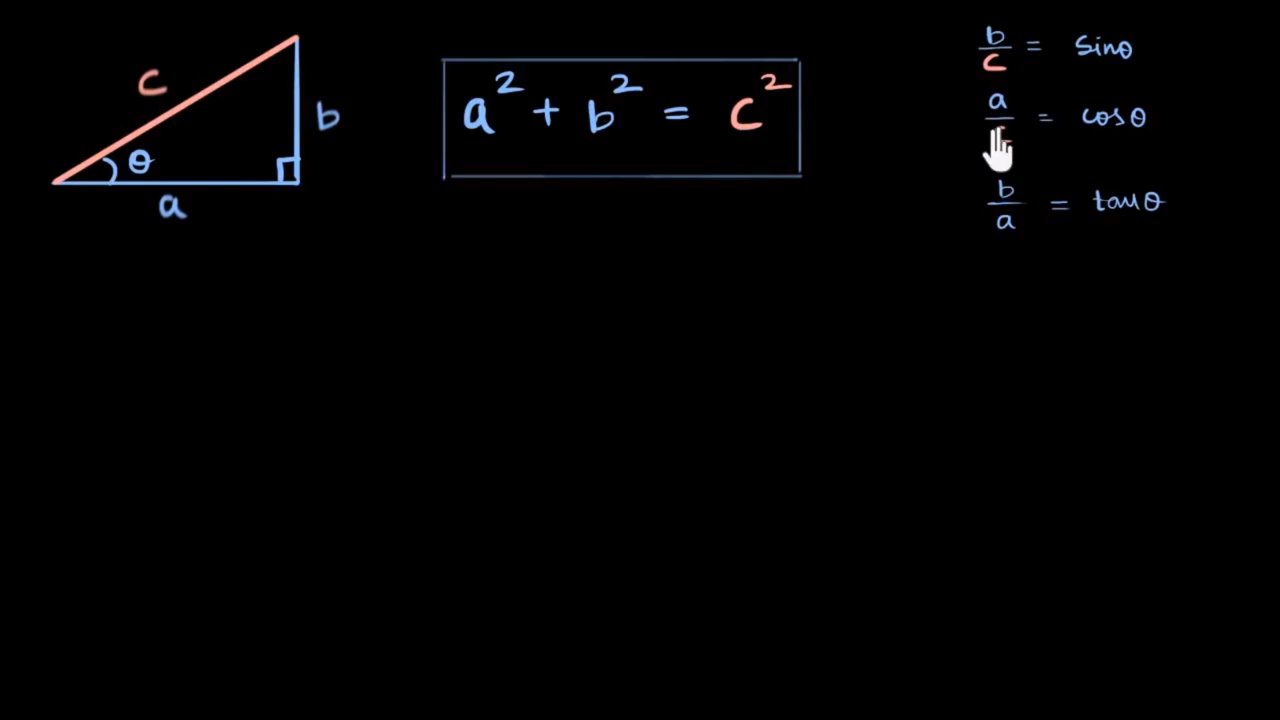 c
b
θ
a
a² + b² = c²
b/c = sinθ
a/ = cosθ
b/a = tanθ